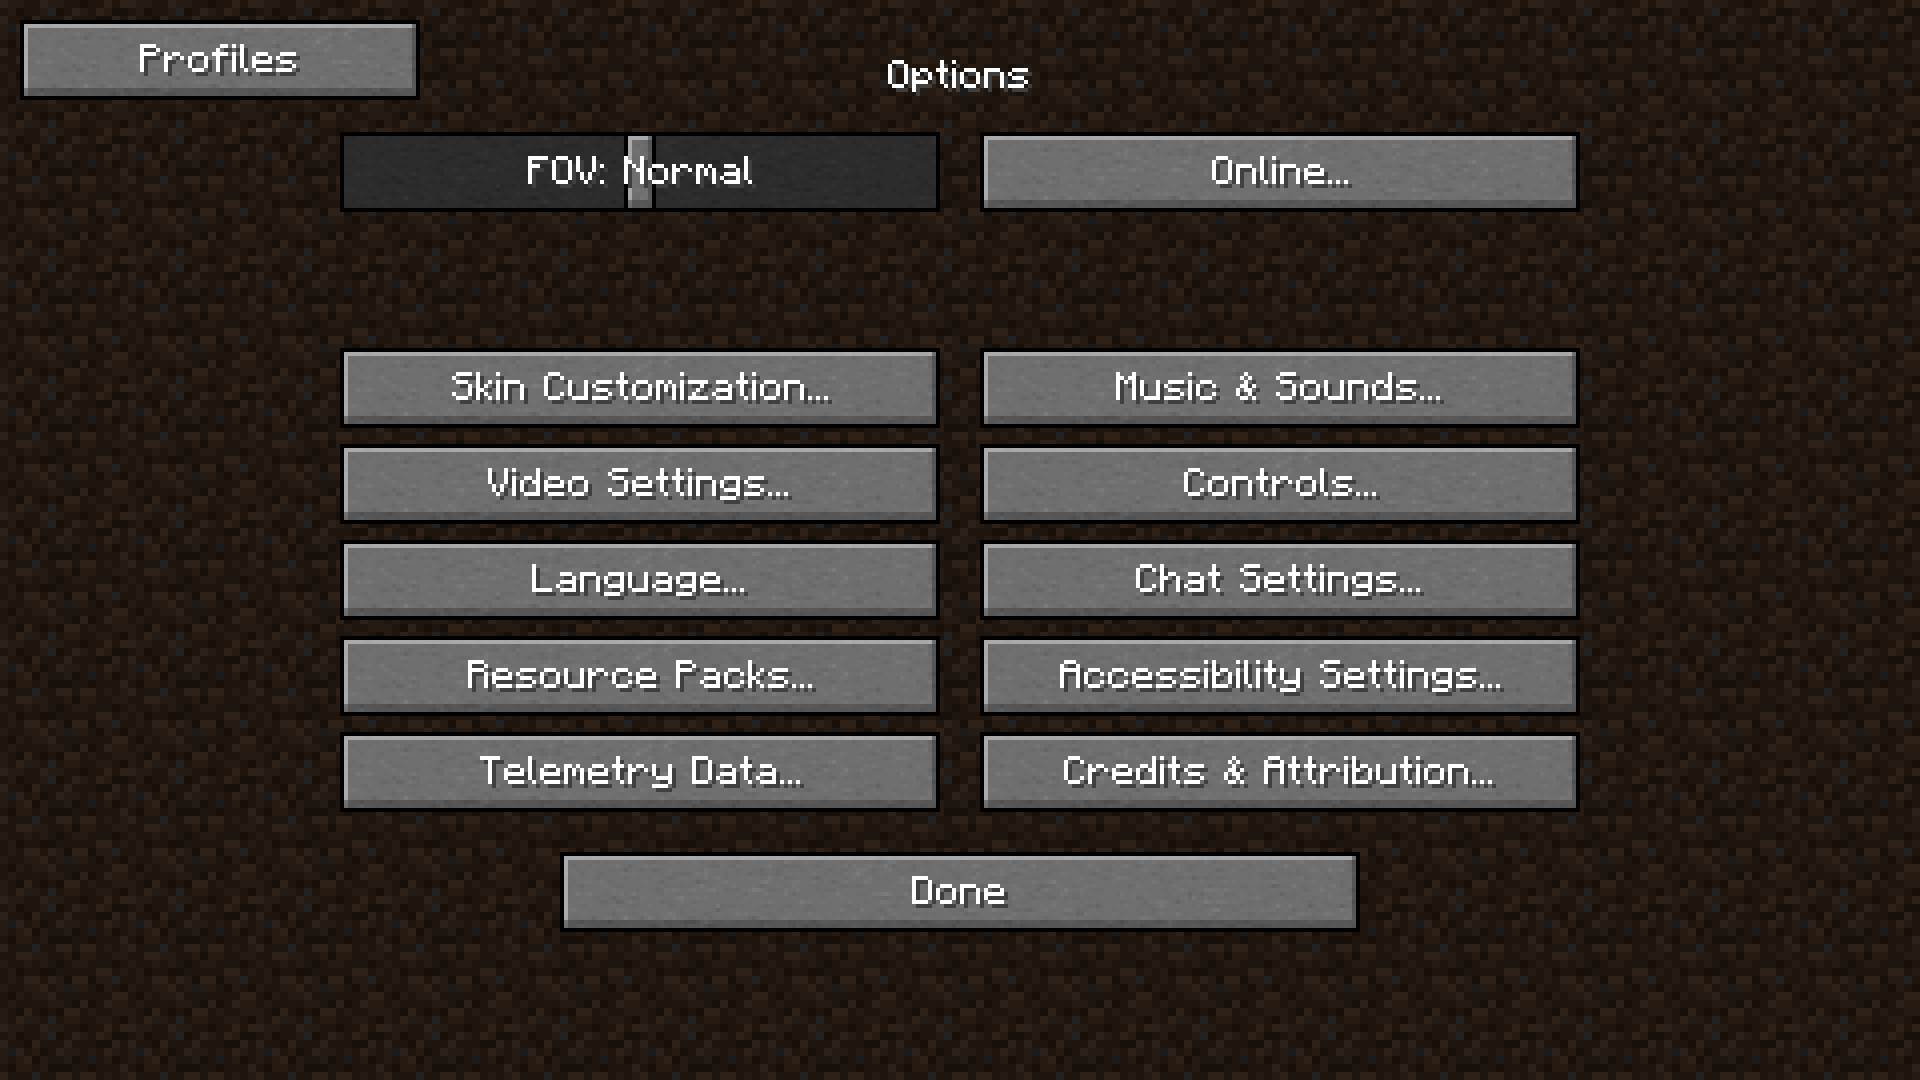 Profiles
Options
FOV: Normal
Online...
Skin Customization...
Music & Sounds...
Video Settings...
Controls...
Language...
Chat Settings...
Resource Packs...
Accessibility Settings...
Telemetry Data...
Credits & Attribution...
Done